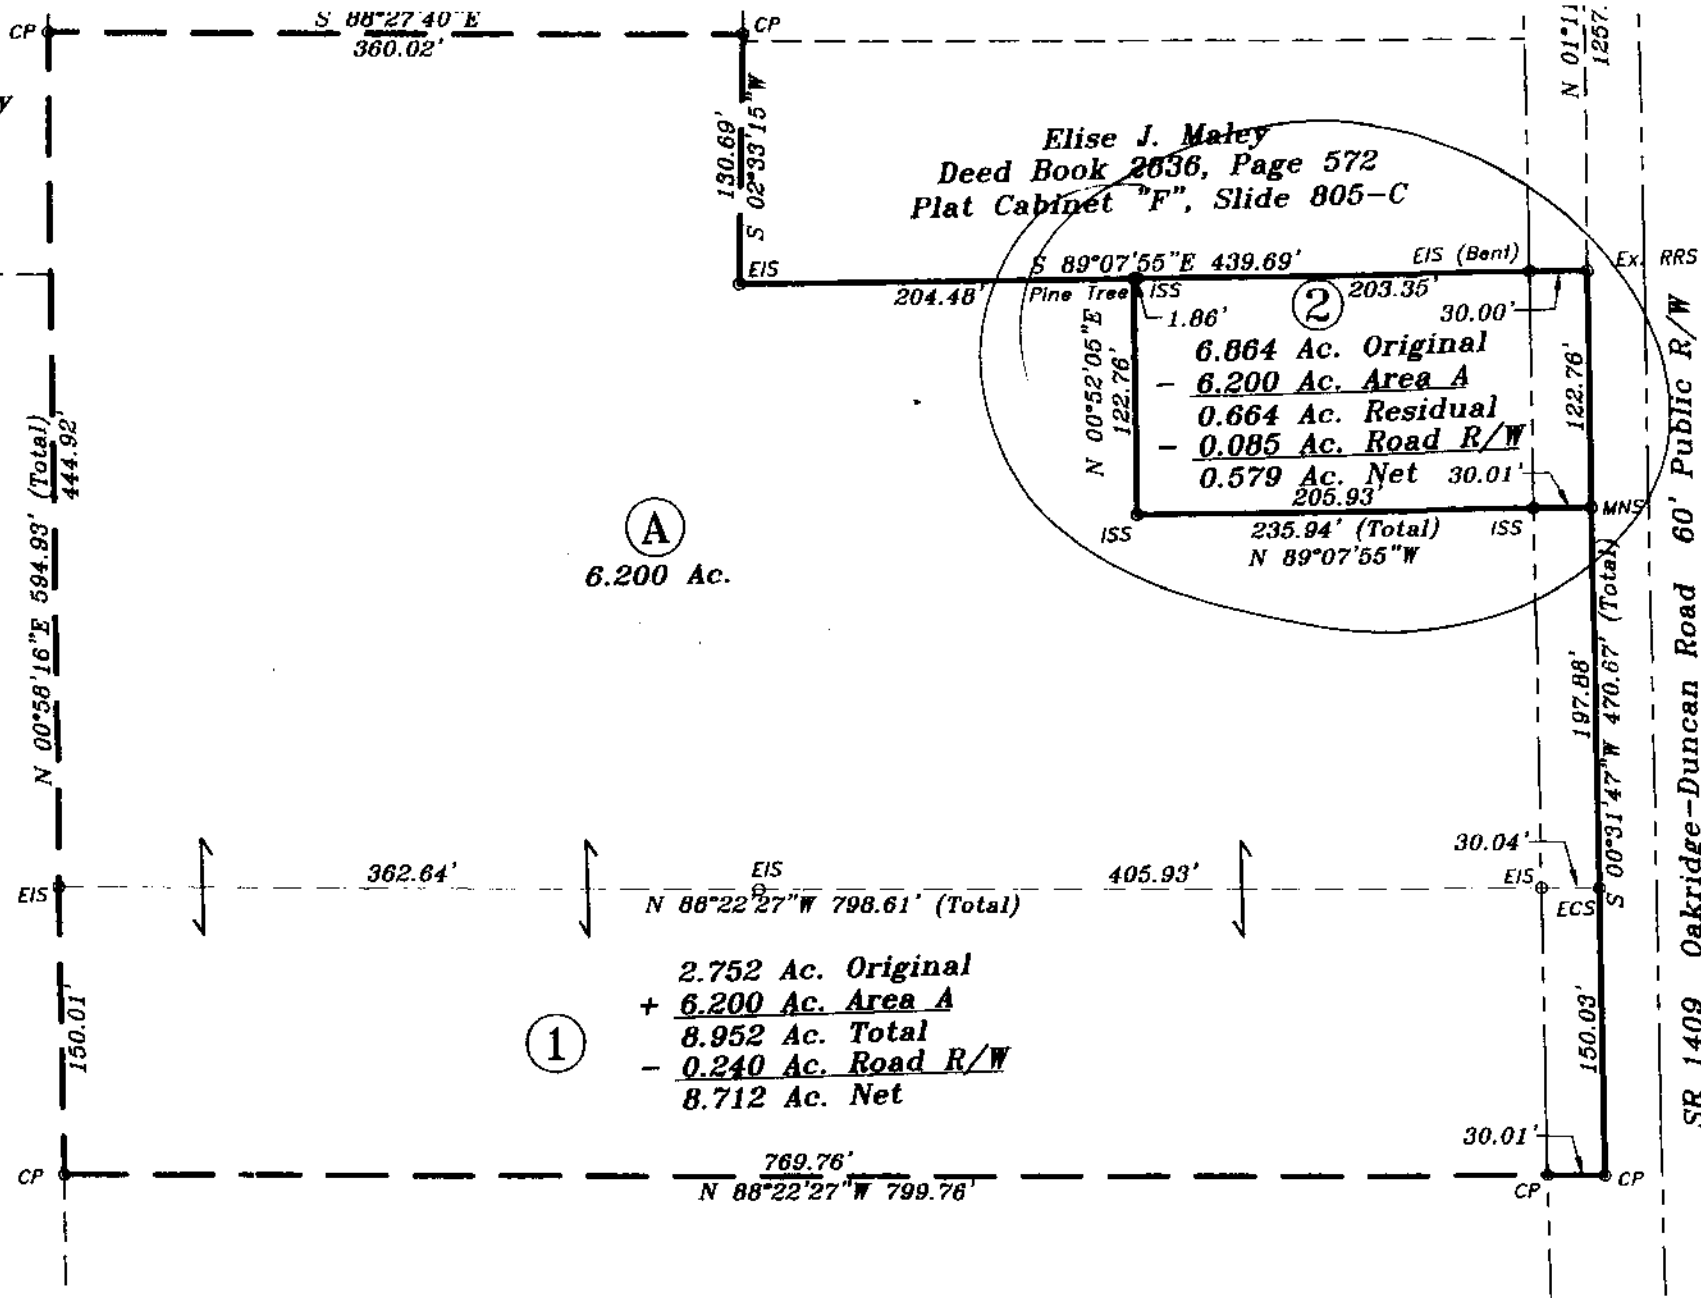 S 88°27'40"E
360.02'
CP
CP
y
N 01°11
1257.
130.69'
S 02°33'15"W
Elise J. Maley
Deed Book 2636, Page 572
Plat Cabinet "F", Slide 805-C
EIS
S 89°07'55"E 439.69'
EIS (Bent)
Ex. RRS
204.48'
Pine Tree
ISS
203.35'
1.86'
2
30.00'
N 00°52'05"E
122.76'
6.864 Ac. Original
- 6.200 Ac. Area A
0.664 Ac. Residual
- 0.085 Ac. Road R/W
0.579 Ac. Net
122.76'
30.01'
205.93'
MNS
ISS
235.94' (Total)
ISS
N 89°07'55"W
N 00°58'16"E 594.93' (Total)
444.92'
A
6.200 Ac.
197.88'
S 00°31'47"W 470.67' (Total)
SR 1409 Oakridge-Duncan Road 60' Public R/W
30.04'
EIS
362.64'
EIS
405.93'
EIS
ECS
N 88°22'27"W 798.61' (Total)
150.01'
1
2.752 Ac. Original
+ 6.200 Ac. Area A
8.952 Ac. Total
- 0.240 Ac. Road R/W
8.712 Ac. Net
150.03'
30.01'
CP
769.76'
N 88°22'27"W 799.76'
CP
CP